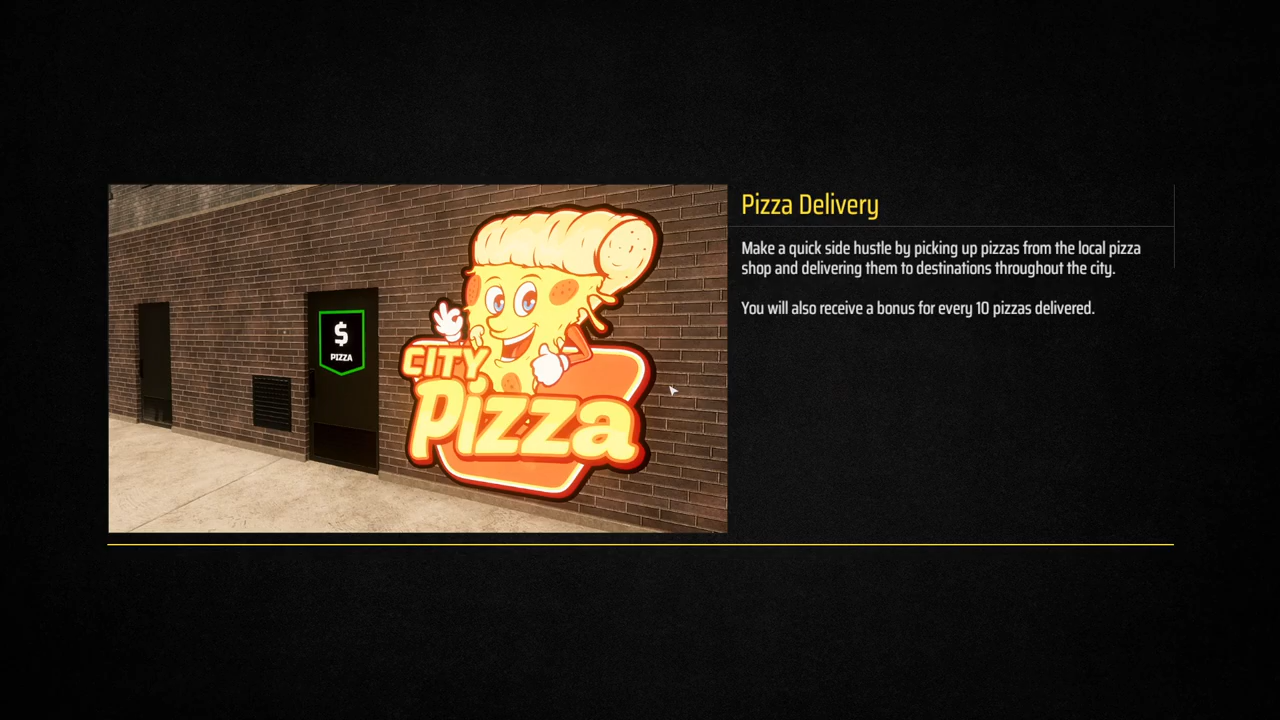 Pizza Delivery
Make a quick side hustle by picking up pizzas from the local pizza
shop and delivering them to destinations throughout the city.
You will also receive a bonus for every 10 pizzas delivered.
$
PIZZA
CITY
Pizza